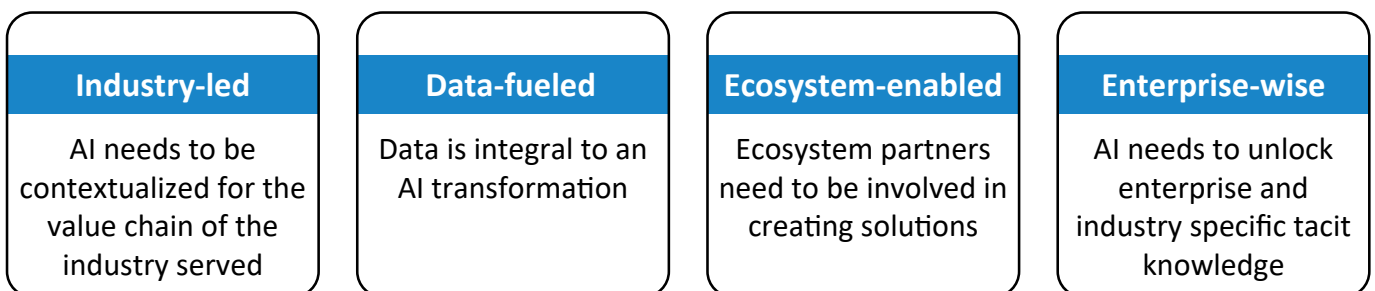 Industry-led
AI needs to be
contextualized for the
value chain of the
industry served
Data-fueled
Data is integral to an
AI transformation
Ecosystem-enabled
Ecosystem partners
need to be involved in
creating solutions
Enterprise-wise
AI needs to unlock
enterprise and
industry specific tacit
knowledge